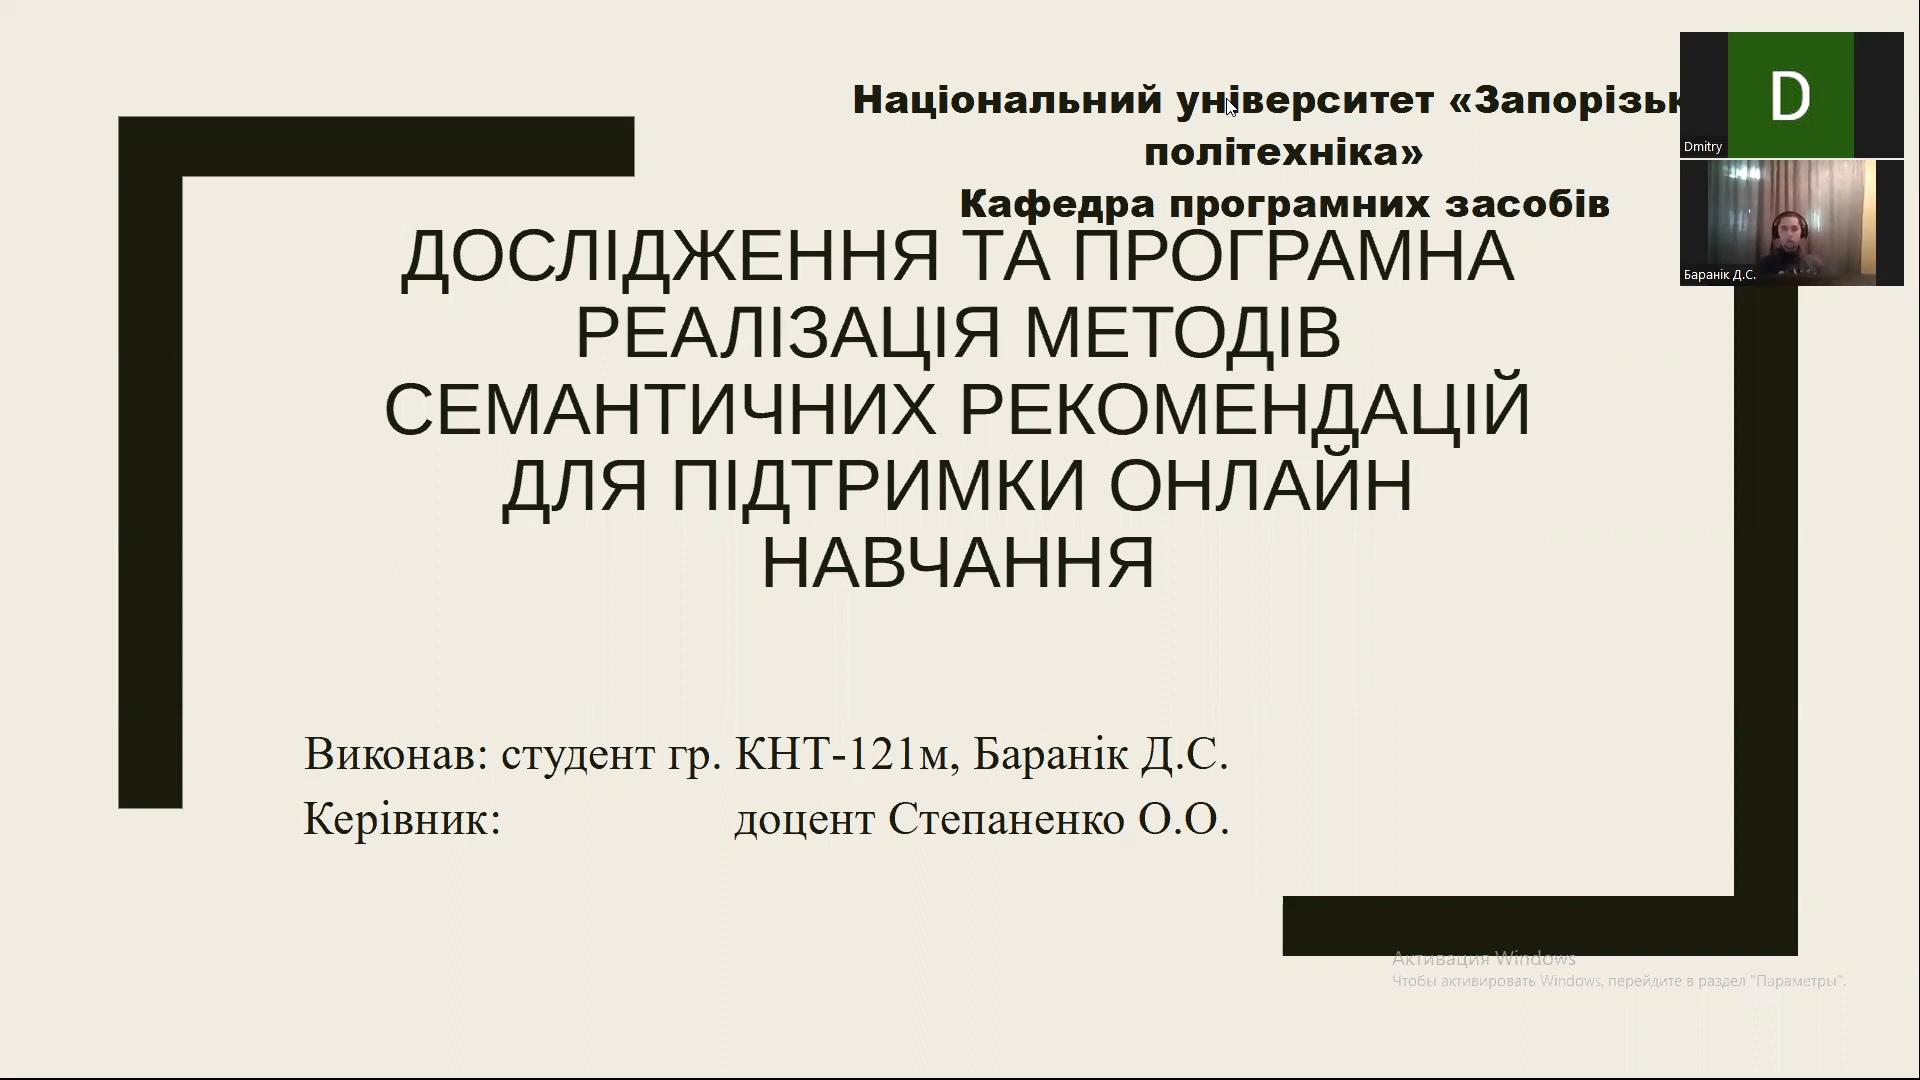 Національний університет «Запорізьк
політехніка»
Кафедра програмних засобів
ДОСЛІДЖЕННЯ ТА ПРОГРАМНА
РЕАЛІЗАЦІЯ МЕТОДІВ
СЕМАНТИЧНИХ РЕКОМЕНДАЦІЙ
ДЛЯ ПІДТРИМКИ ОНЛАЙН
НАВЧАННЯ
Виконав: студент гр. КНТ-121м, Баранік Д.С.
Керівник: доцент Степаненко О.О.
D
Dmitry
Баранік Д.С.
Активация Windows
Чтобы активировать Windows, перейдите в раздел "Параметры".